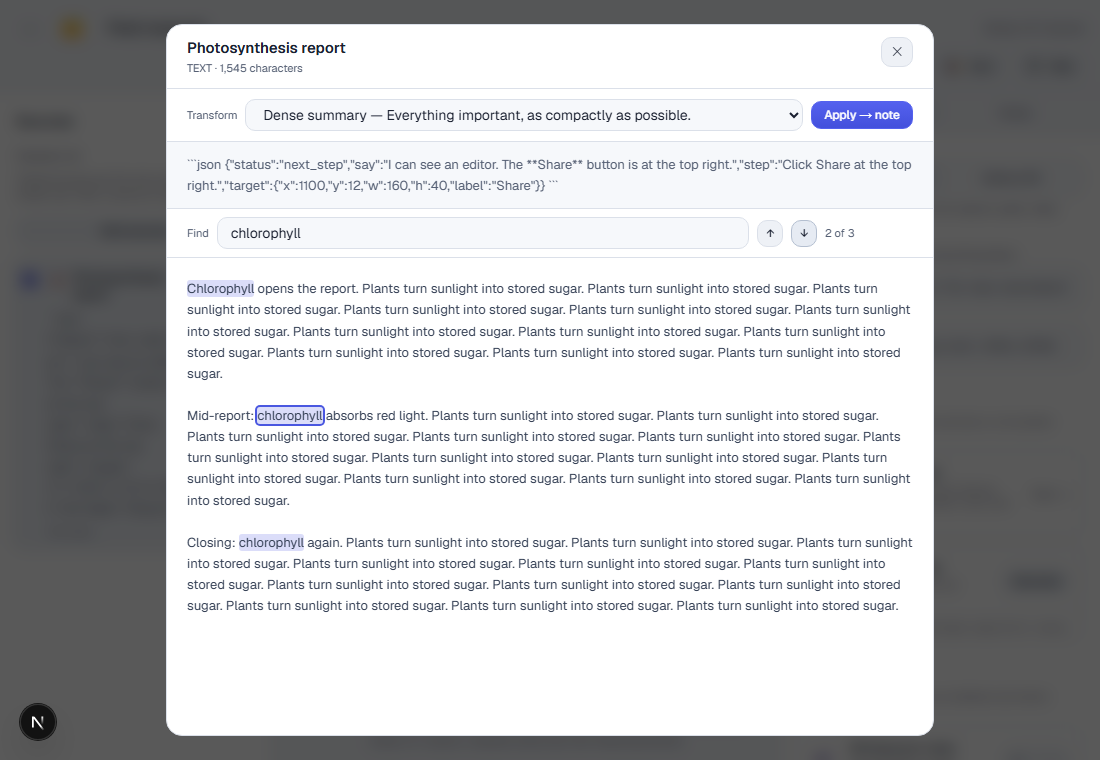 Photosynthesis report
TEXT · 1,545 characters
Transform
Dense summary — Everything important, as compactly as possible.
Apply → note
```json {"status":"next_step","say":"I can see an editor. The **Share** button is at the top right.","step":"Click Share at the top
right.","target":{"x":1100,"y":12,"w":160,"h":40,"label":"Share"}} ```
Find
chlorophyll
↑
↓
2 of 3
Chlorophyll opens the report. Plants turn sunlight into stored sugar. Plants turn sunlight into stored sugar. Plants turn
sunlight into stored sugar. Plants turn sunlight into stored sugar. Plants turn sunlight into stored sugar. Plants turn sunlight
into stored sugar. Plants turn sunlight into stored sugar. Plants turn sunlight into stored sugar. Plants turn sunlight into
stored sugar. Plants turn sunlight into stored sugar. Plants turn sunlight into stored sugar. Plants turn sunlight into stored
sugar.
Mid-report: chlorophyll absorbs red light. Plants turn sunlight into stored sugar. Plants turn sunlight into stored sugar.
Plants turn sunlight into stored sugar. Plants turn sunlight into stored sugar. Plants turn sunlight into stored sugar. Plants
turn sunlight into stored sugar. Plants turn sunlight into stored sugar. Plants turn sunlight into stored sugar. Plants turn
sunlight into stored sugar. Plants turn sunlight into stored sugar. Plants turn sunlight into stored sugar. Plants turn sunlight
into stored sugar.
Closing: chlorophyll again. Plants turn sunlight into stored sugar. Plants turn sunlight into stored sugar. Plants turn sunlight
into stored sugar. Plants turn sunlight into stored sugar. Plants turn sunlight into stored sugar. Plants turn sunlight into
stored sugar. Plants turn sunlight into stored sugar. Plants turn sunlight into stored sugar. Plants turn sunlight into stored
sugar. Plants turn sunlight into stored sugar. Plants turn sunlight into stored sugar. Plants turn sunlight into stored sugar.
N